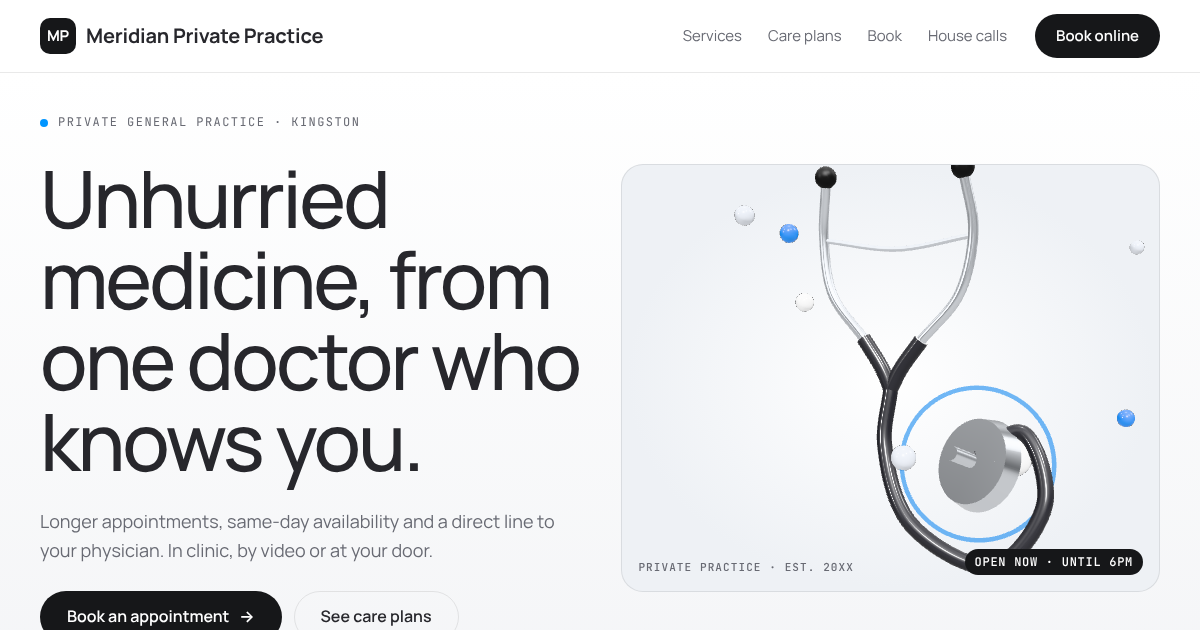 MP Meridian Private Practice
Services Care plans Book House calls Book online
PRIVATE GENERAL PRACTICE · KINGSTON
Unhurried
medicine, from
one doctor who
knows you.
Longer appointments, same-day availability and a direct line to
your physician. In clinic, by video or at your door.
Book an appointment →
See care plans
PRIVATE PRACTICE · EST. 20XX
OPEN NOW · UNTIL 6PM